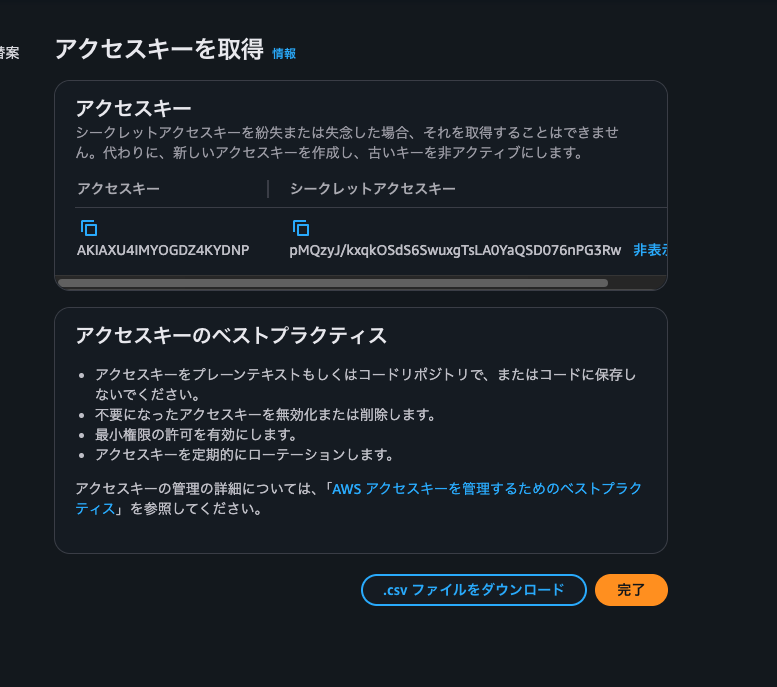 替案
アクセスキーを取得 情報
アクセスキー
シークレットアクセスキーを紛失または失念した場合、それを取得することはできませ
ん。代わりに、新しいアクセスキーを作成し、古いキーを非アクティブにします。
アクセスキー シークレットアクセスキー
AKIAXU4IMYOGDZ4KYDNP pMQzyJ/kxqkOSdS6SwuxgTsLA0YaQSD076nPG3Rw 非表示
アクセスキーのベストプラクティス
• アクセスキーをプレーンテキストもしくはコードリポジトリで、またはコードに保存し
ないでください。
• 不要になったアクセスキーを無効化または削除します。
• 最小権限の許可を有効にします。
• アクセスキーを定期的にローテーションします。
アクセスキーの管理の詳細については、「AWS アクセスキーを管理するためのベストプラク
ティス」を参照してください。
.csv ファイルをダウンロード 完了